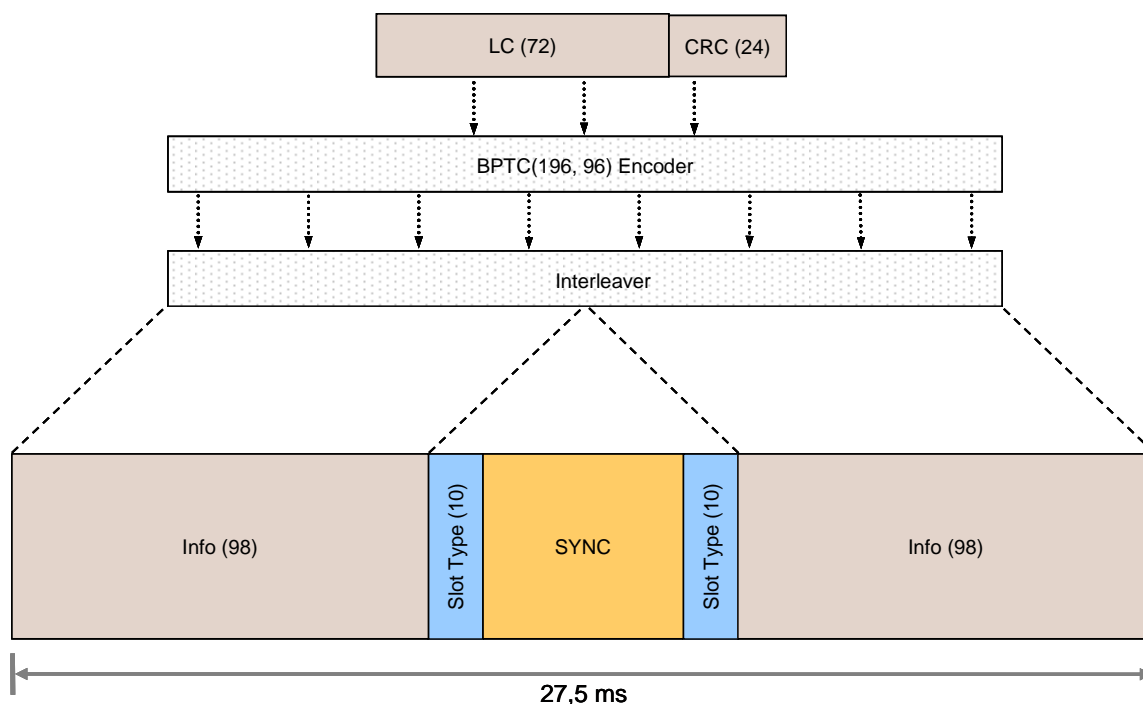 LC (72)
CRC (24)
BPTC(196, 96) Encoder
Interleaver
Info (98)
Slot Type (10)
SYNC
Slot Type (10)
Info (98)
27,5 ms